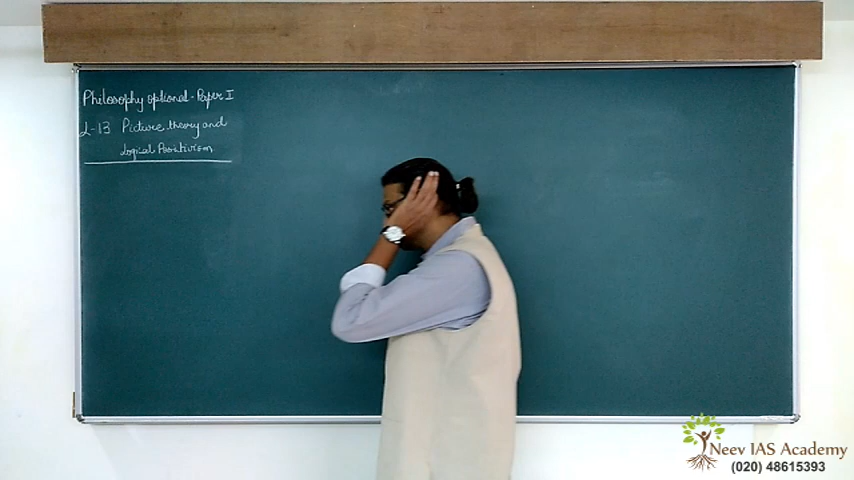 Philosophy optional - Paper I
L-13 Picture theory and
Logical Positivism
Neev IAS Academy
(020) 48615393